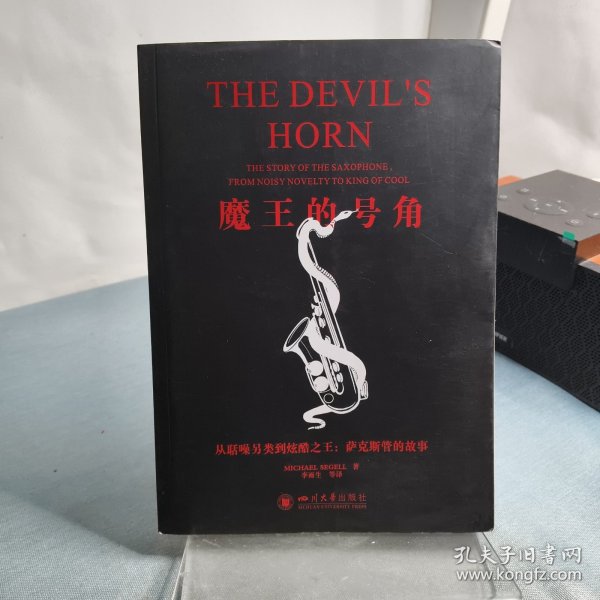 THE DEVIL'S
HORN
THE STORY OF THE SAXOPHONE,
FROM NOISY NOVELTY TO KING OF COOL
魔王的号角
从聒噪另类到炫酷之王：萨克斯管的故事
MICHAEL SEGELL 著
李雨生 等译
四川大学出版社
SICHUAN UNIVERSITY PRESS
孔夫子旧书网
www.kongfz.com